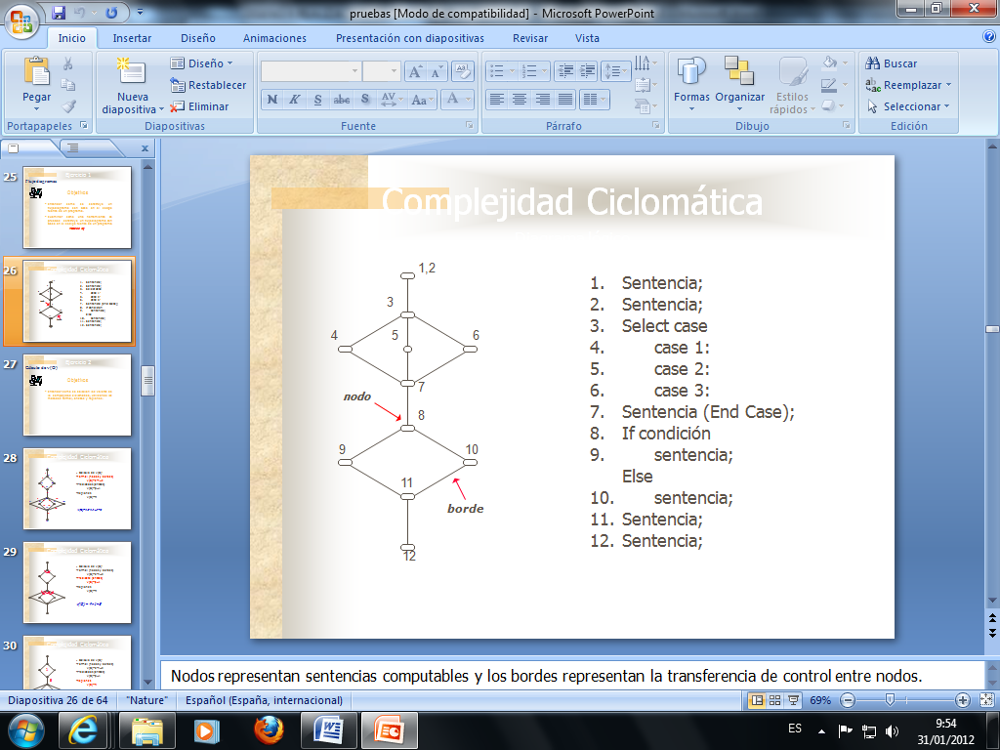 pruebas [Modo de compatibilidad] - Microsoft PowerPoint
Inicio Insertar Diseño Animaciones Presentación con diapositivas Revisar Vista
Pegar
Portapapeles
Nueva diapositiva
Diseño
Restablecer
Eliminar
Diapositivas
N K S abc S AV Aa A
Fuente
Párrafo
Formas
Organizar
Estilos rápidos
Dibujo
Buscar
Reemplazar
Seleccionar
Edición
25
26
27
28
29
30
Complejidad Ciclomática
1,2
3
4 5 6
7
nodo
8
9 10
11
borde
12
1. Sentencia;
2. Sentencia;
3. Select case
4. case 1:
5. case 2:
6. case 3:
7. Sentencia (End Case);
8. If condición
9. sentencia;
Else
10. sentencia;
11. Sentencia;
12. Sentencia;
Nodos representan sentencias computables y los bordes representan la transferencia de control entre nodos.
Diapositiva 26 de 64 "Nature" Español (España, internacional) 69%
ES
9:54
31/01/2012